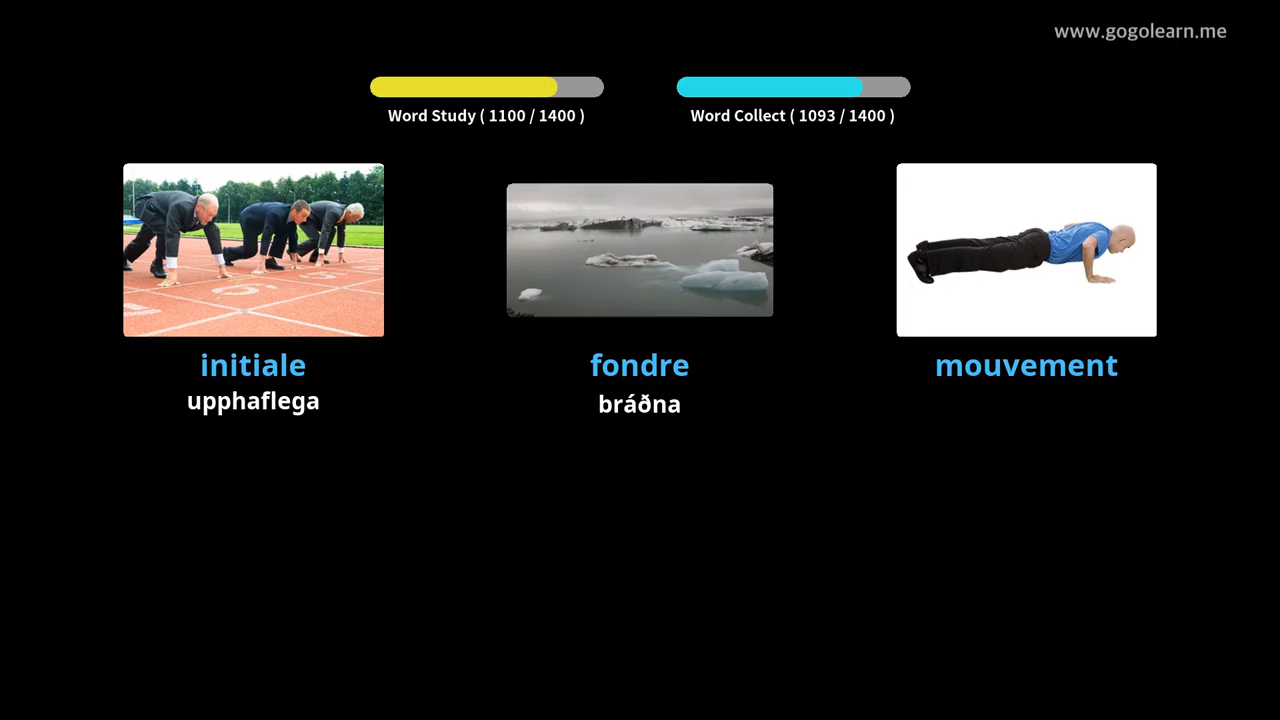 www.gogolearn.me
Word Study ( 1100 / 1400 )
Word Collect ( 1093 / 1400 )
initiale
upphaflega
fondre
bráðna
mouvement